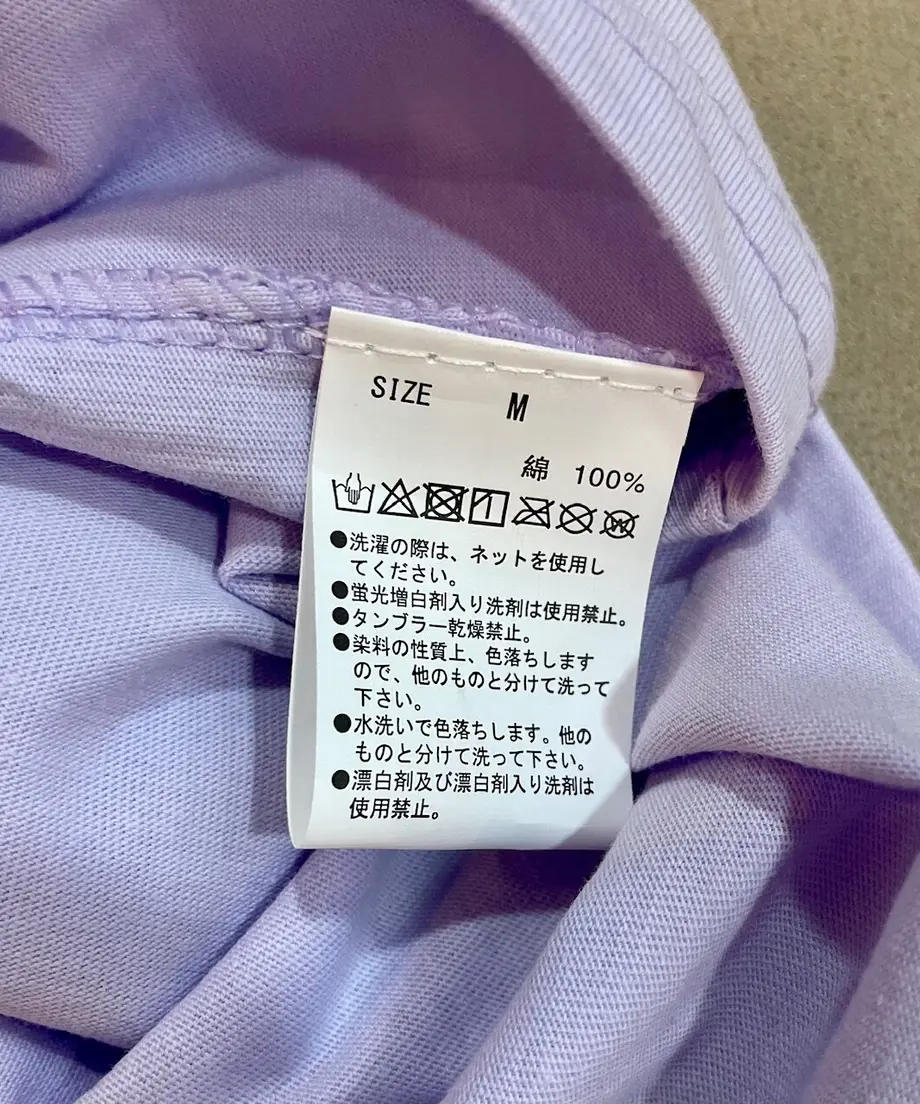 SIZE M
綿 100%
●洗濯の際は、ネットを使用し
てください。
●蛍光増白剤入り洗剤は使用禁止。
●タンブラー乾燥禁止。
●染料の性質上、色落ちします
ので、他のものと分けて洗って
下さい。
●水洗いで色落ちします。他の
ものと分けて洗って下さい。
●漂白剤及び漂白剤入り洗剤は
使用禁止。